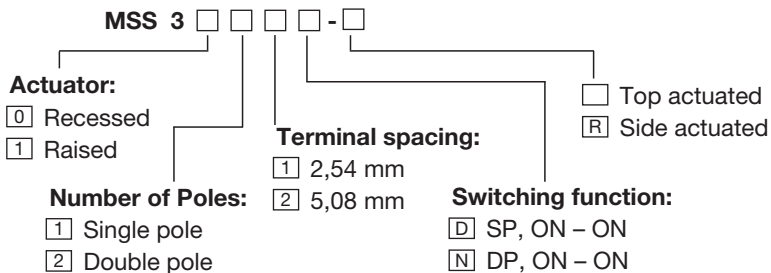 MSS 3 □ □ □ □ - □
Actuator:
0 Recessed
1 Raised
Number of Poles:
1 Single pole
2 Double pole
Terminal spacing:
1 2,54 mm
2 5,08 mm
Switching function:
D SP, ON – ON
N DP, ON – ON
□ Top actuated
R Side actuated